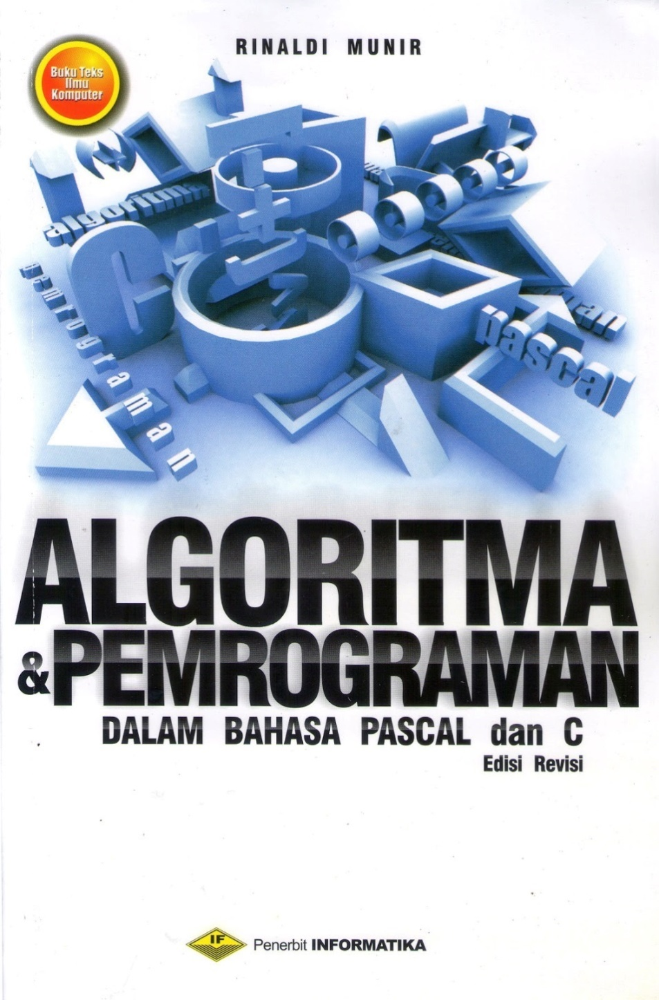 RINALDI MUNIR
Buku Teks
Ilmu
Komputer
algoritma
pemrograman
pascal
ALGORITMA
&PEMROGRAMAN
DALAM BAHASA PASCAL dan C
Edisi Revisi
IF
Penerbit INFORMATIKA